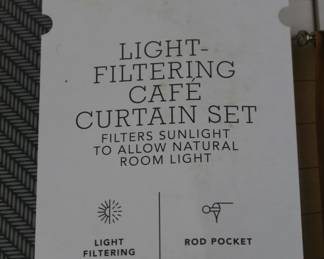 LIGHT-
FILTERING
CAFÉ
CURTAIN SET
FILTERS SUNLIGHT
TO ALLOW NATURAL
ROOM LIGHT
LIGHT
FILTERING
ROD POCKET